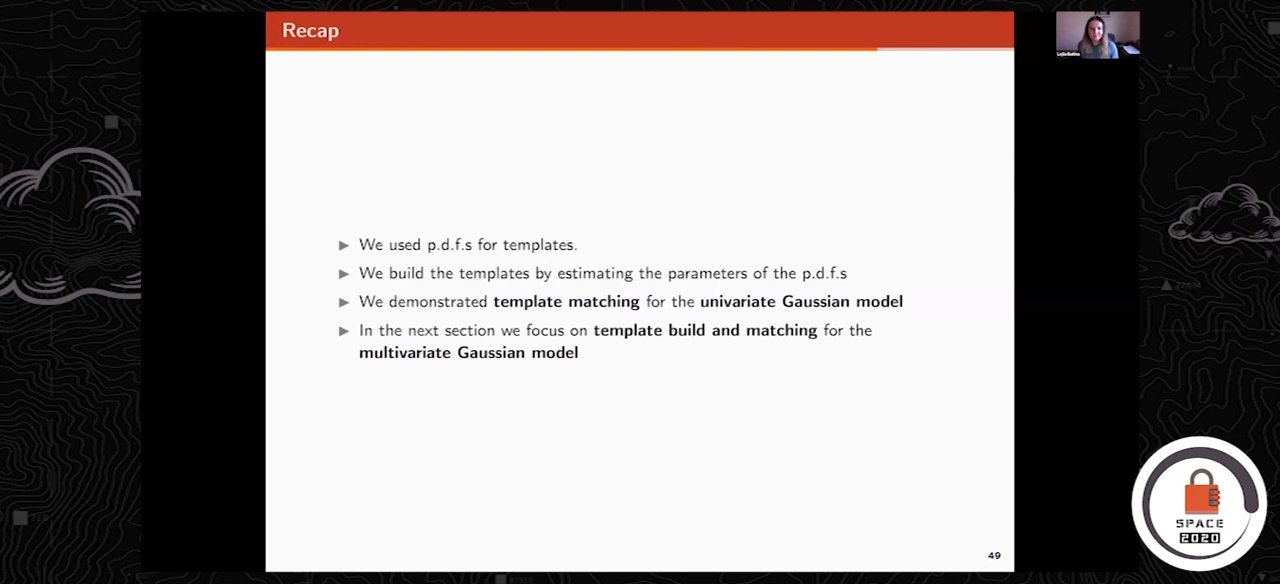 Recap
Lejla Batina
We used p.d.f.s for templates.
We build the templates by estimating the parameters of the p.d.f.s
We demonstrated template matching for the univariate Gaussian model
In the next section we focus on template build and matching for the
multivariate Gaussian model
SPACE
2020
49